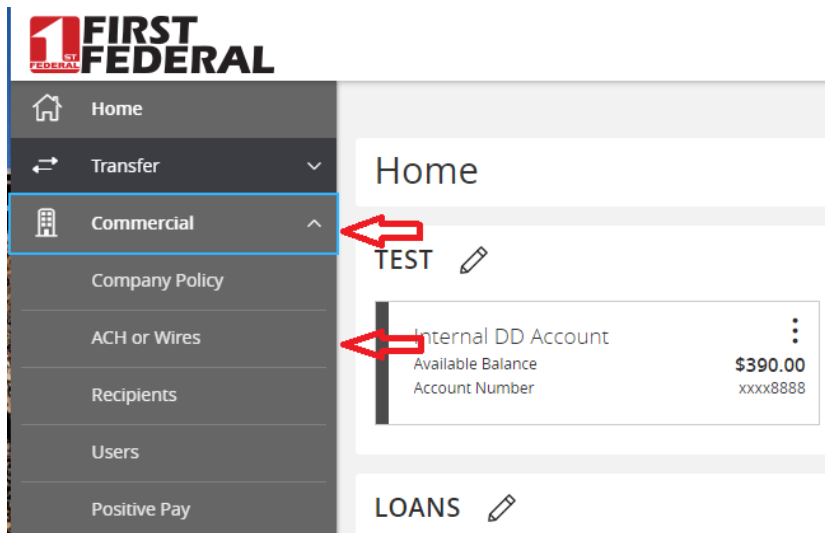 1ST
FEDERAL
FIRST
FEDERAL
Home
Transfer
Commercial
Company Policy
ACH or Wires
Recipients
Users
Positive Pay
Home
TEST
Internal DD Account
Available Balance $390.00
Account Number xxxx8888
LOANS